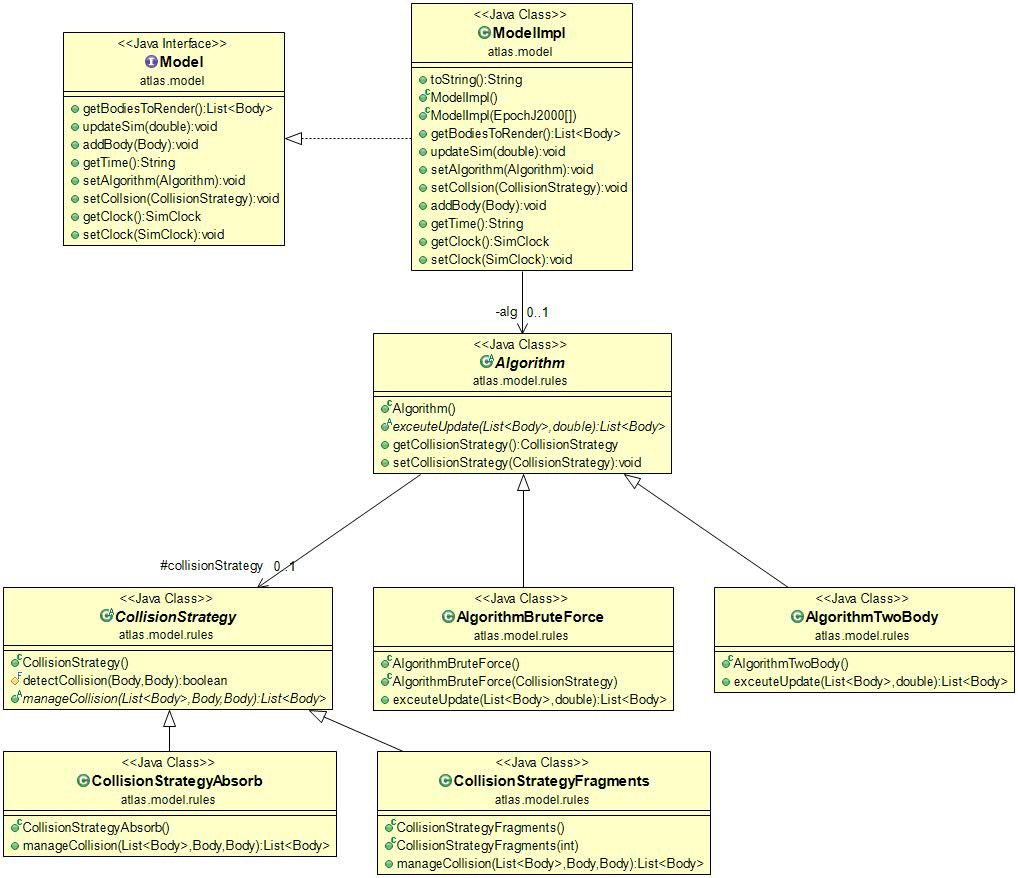 <<Java Interface>>
Model
atlas.model
getBodiesToRender():List<Body>
updateSim(double):void
addBody(Body):void
getTime():String
setAlgorithm(Algorithm):void
setCollsion(CollisionStrategy):void
getClock():SimClock
setClock(SimClock):void
<<Java Class>>
ModelImpl
atlas.model
toString():String
ModelImpl()
ModelImpl(EpochJ2000[])
getBodiesToRender():List<Body>
updateSim(double):void
setAlgorithm(Algorithm):void
setCollsion(CollisionStrategy):void
addBody(Body):void
getTime():String
getClock():SimClock
setClock(SimClock):void
-alg 0..1
<<Java Class>>
Algorithm
atlas.model.rules
Algorithm()
exceuteUpdate(List<Body>,double):List<Body>
getCollisionStrategy():CollisionStrategy
setCollisionStrategy(CollisionStrategy):void
#collisionStrategy 0..1
<<Java Class>>
CollisionStrategy
atlas.model.rules
CollisionStrategy()
detectCollision(Body,Body):boolean
manageCollision(List<Body>,Body,Body):List<Body>
<<Java Class>>
AlgorithmBruteForce
atlas.model.rules
AlgorithmBruteForce()
AlgorithmBruteForce(CollisionStrategy)
exceuteUpdate(List<Body>,double):List<Body>
<<Java Class>>
AlgorithmTwoBody
atlas.model.rules
AlgorithmTwoBody()
exceuteUpdate(List<Body>,double):List<Body>
<<Java Class>>
CollisionStrategyAbsorb
atlas.model.rules
CollisionStrategyAbsorb()
manageCollision(List<Body>,Body,Body):List<Body>
<<Java Class>>
CollisionStrategyFragments
atlas.model.rules
CollisionStrategyFragments()
CollisionStrategyFragments(int)
manageCollision(List<Body>,Body,Body):List<Body>